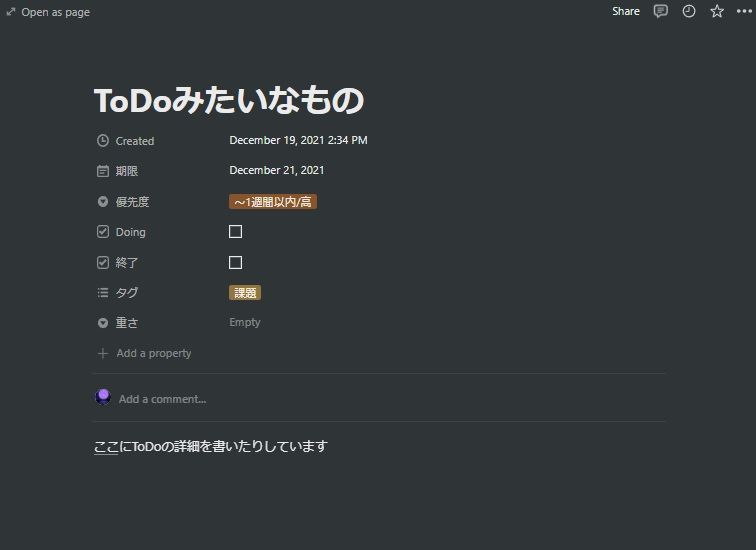 Open as page
Share
ToDoみたいなもの
Created December 19, 2021 2:34 PM
期限 December 21, 2021
優先度 ～1週間以内/高
Doing
終了
タグ 課題
重さ Empty
Add a property
Add a comment...
ここにToDoの詳細を書いたりしています